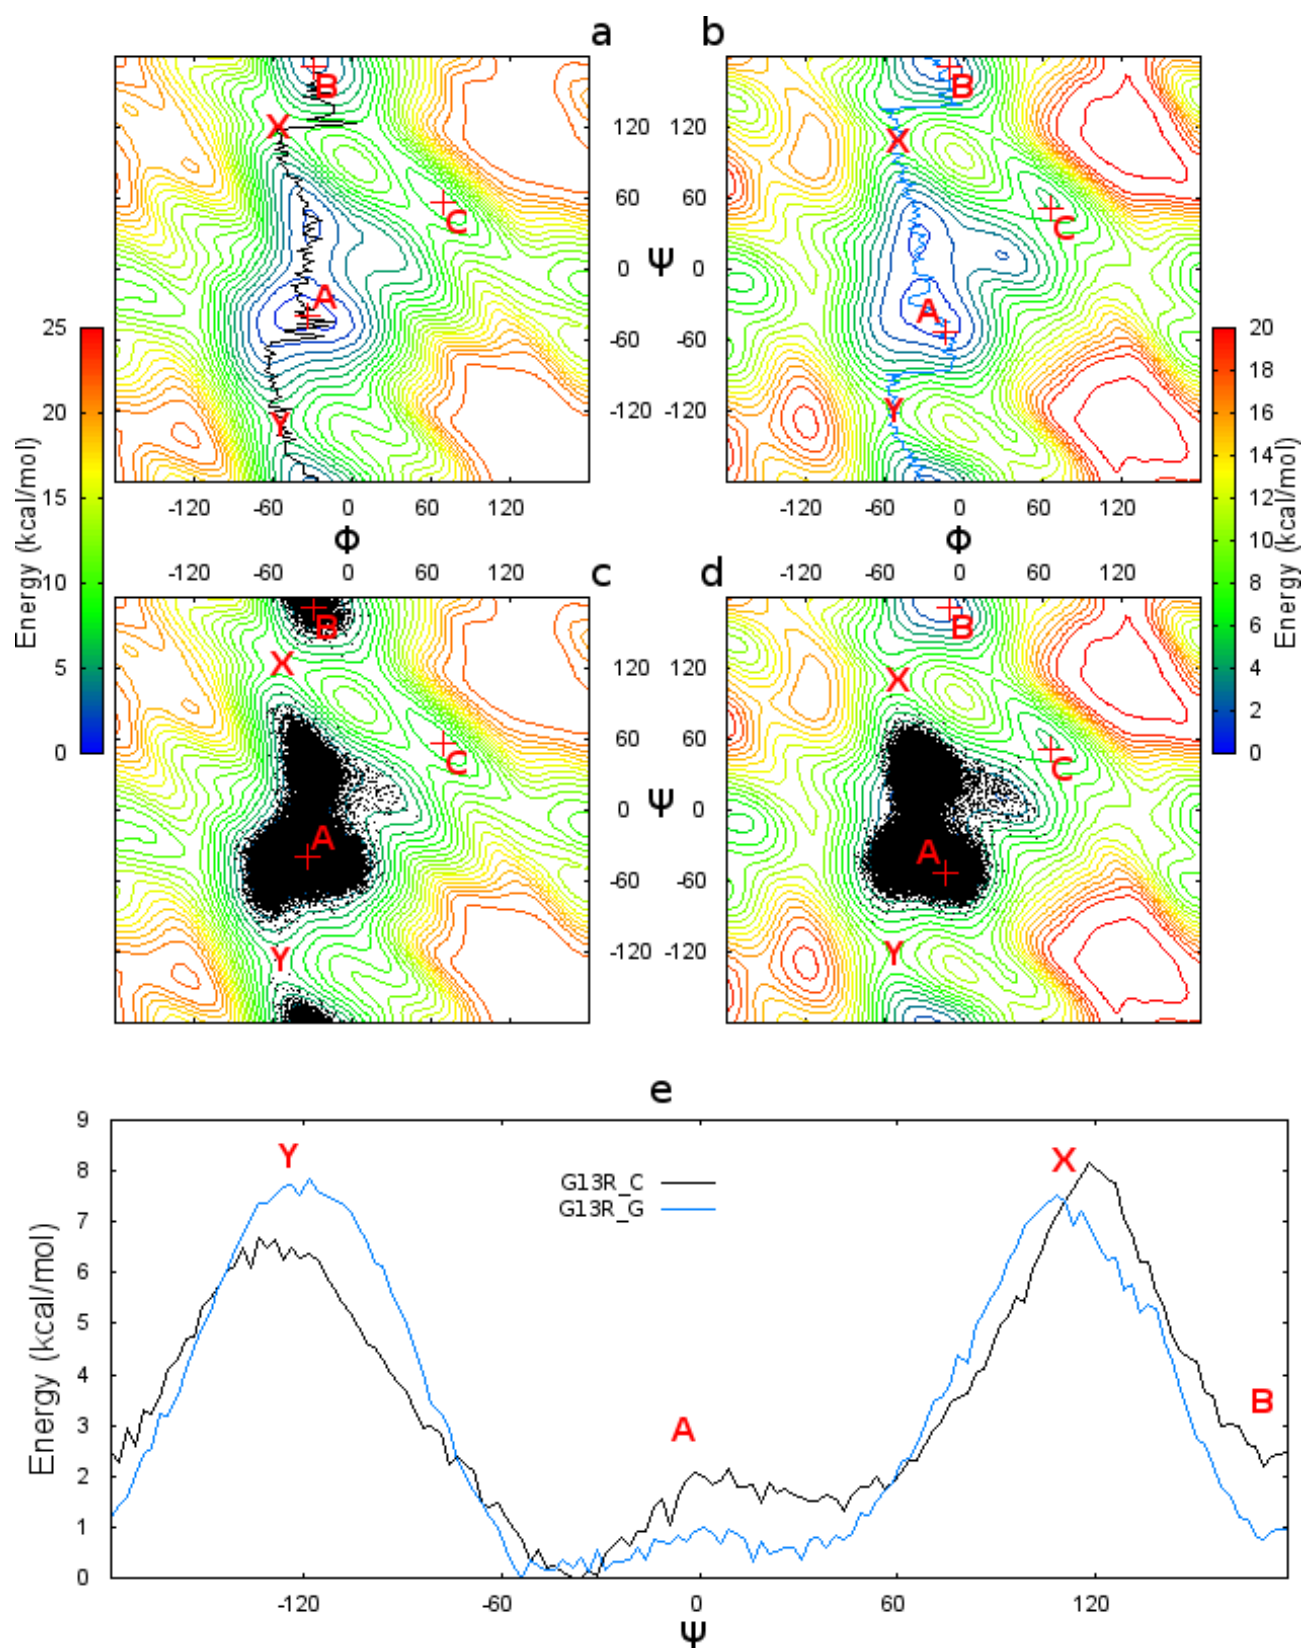 a b
B B
X X
120 120
60 60
C C
Ψ
0 0
A A
-60 -60
Y Y
-120 -120
25 20 15 10 5 0
Energy (kcal/mol)
20 18 16 14 12 10 8 6 4 2 0
Energy (kcal/mol)
-120 -60 0 60 120 -120 -60 0 60 120
Φ Φ
-120 -60 0 60 120 -120 -60 0 60 120
c d
B B
X X
120 120
60 60
C C
Ψ
0 0
A A
-60 -60
Y Y
-120 -120
e
9
8
7
6
5
4
3
2
1
0
Energy (kcal/mol)
Y X
G13R_C
G13R_G
B
A
-120 -60 0 60 120
Ψ